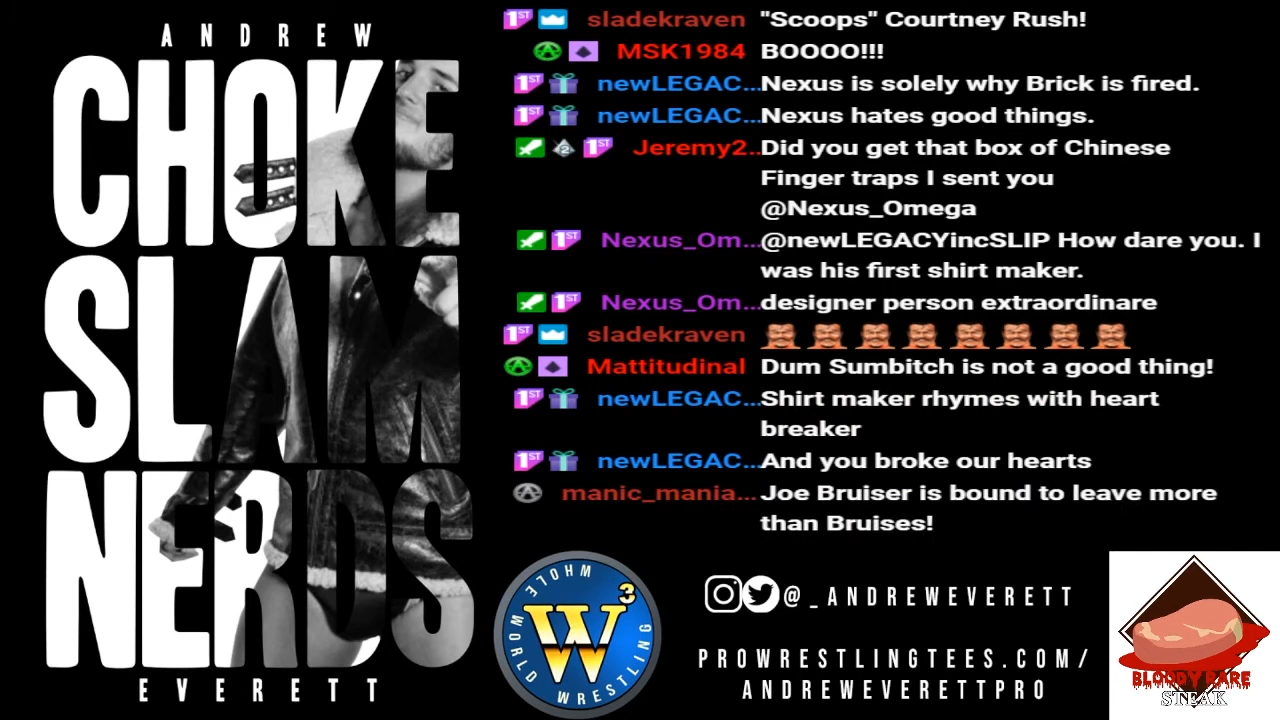 ANDREW
CHOKE
SLAM
NERDS
EVERETT
sladekraven "Scoops" Courtney Rush!
MSK1984 BOOOO!!!
newLEGAC... Nexus is solely why Brick is fired.
newLEGAC... Nexus hates good things.
Jeremy2.. Did you get that box of Chinese
Finger traps I sent you
@Nexus_Omega
Nexus_Om... @newLEGACYincSLIP How dare you. I
was his first shirt maker.
Nexus_Om... designer person extraordinare
sladekraven
Mattitudinal Dum Sumbitch is not a good thing!
newLEGAC... Shirt maker rhymes with heart
breaker
newLEGAC... And you broke our hearts
manic_mania... Joe Bruiser is bound to leave more
than Bruises!
WHOLE
WORLD
WRESTLING
W3
@_ANDREWEVERETT
PROWRESTLINGTEES.COM/
ANDREWEVERETTPRO
BLOODY RARE
STEAK